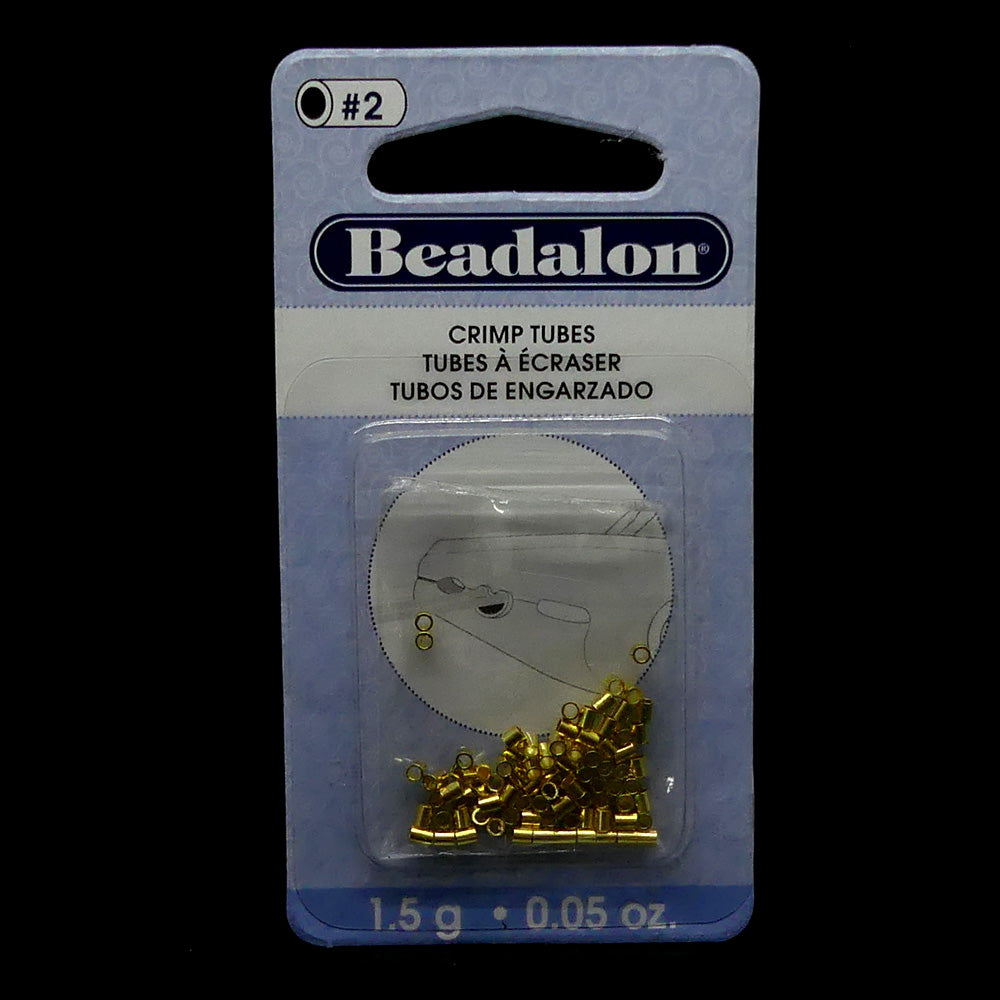 #2
Beadalon®
CRIMP TUBES
TUBES À ÉCRASER
TUBOS DE ENGARZADO
1.5 g • 0.05 oz.